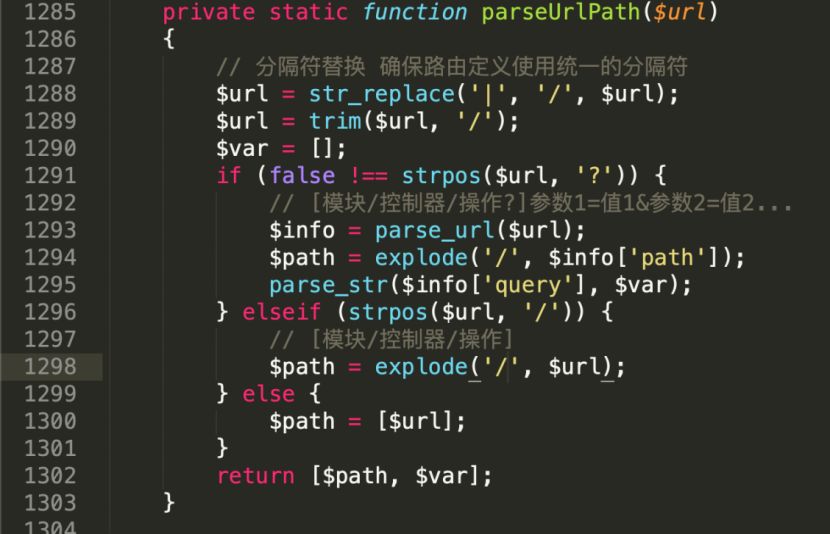 1285 private static function parseUrlPath($url)
1286 {
1287 // 分隔符替换 确保路由定义使用统一的分隔符
1288 $url = str_replace('|', '/', $url);
1289 $url = trim($url, '/');
1290 $var = [];
1291 if (false !== strpos($url, '?')) {
1292 // [模块/控制器/操作?]参数1=值1&参数2=值2...
1293 $info = parse_url($url);
1294 $path = explode('/', $info['path']);
1295 parse_str($info['query'], $var);
1296 } elseif (strpos($url, '/')) {
1297 // [模块/控制器/操作]
1298 $path = explode('/', $url);
1299 } else {
1300 $path = [$url];
1301 }
1302 return [$path, $var];
1303 }
1304